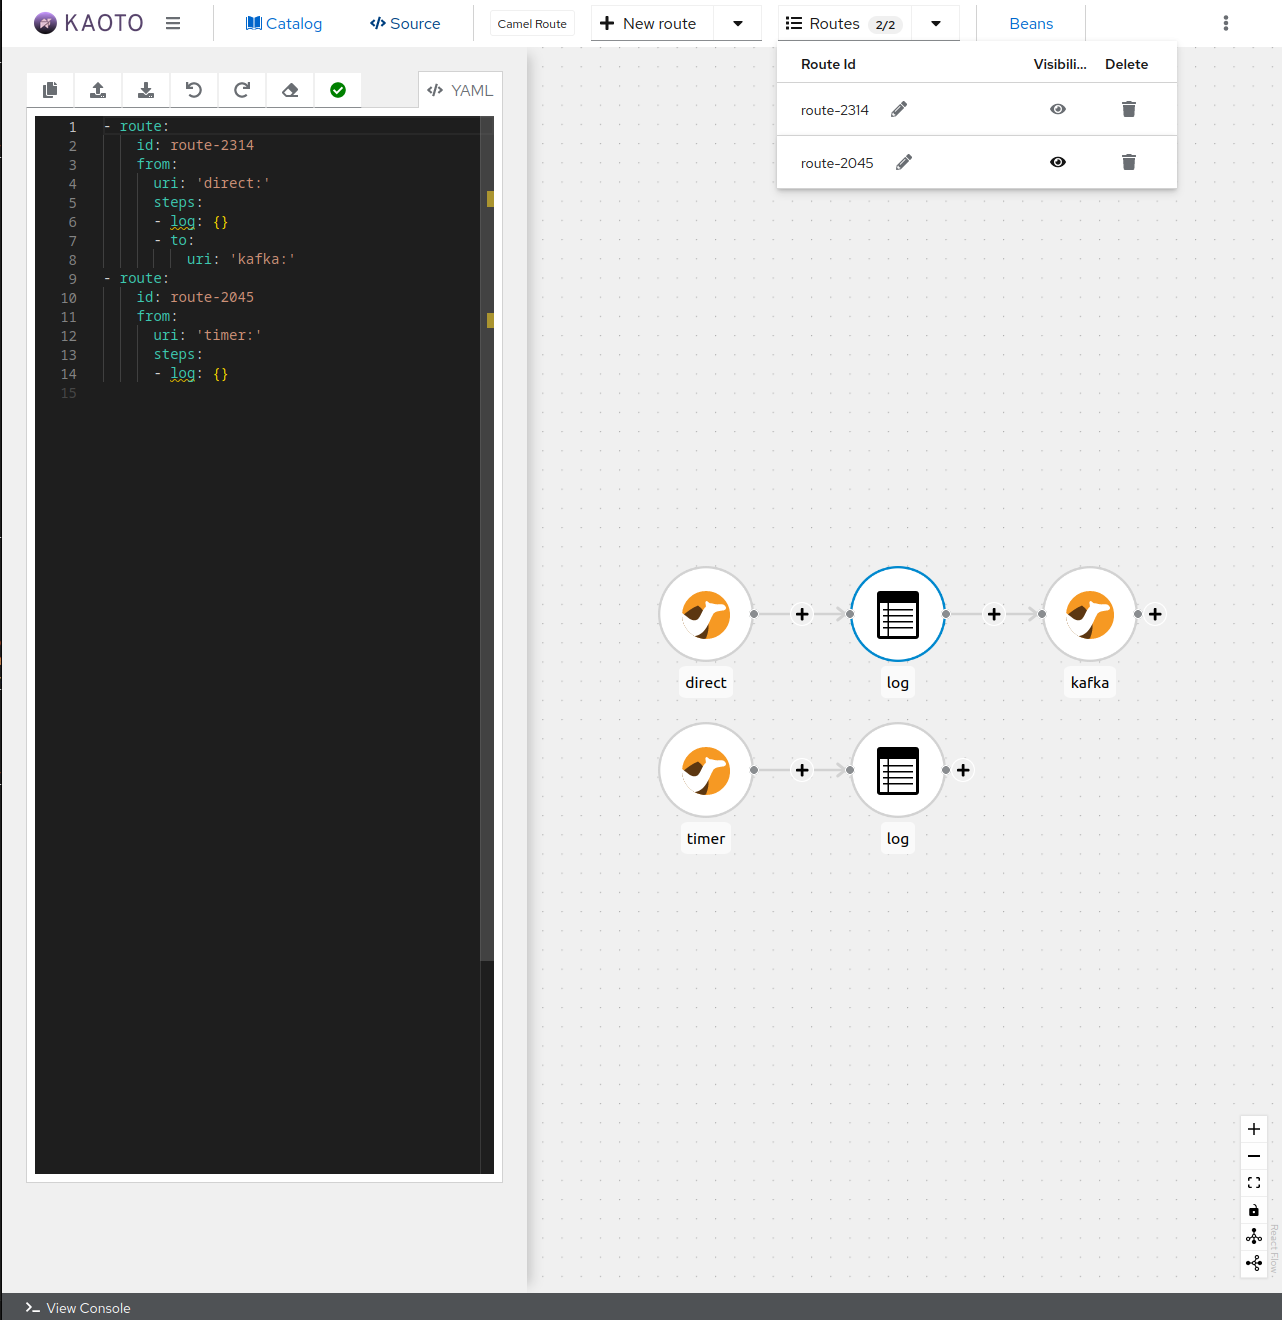 KAOTO
Catalog
Source
Camel Route
New route
Routes 2/2
Beans
Route Id Visibili... Delete
route-2314
route-2045
YAML
1 - route:
2 id: route-2314
3 from:
4 uri: 'direct:'
5 steps:
6 - log: {}
7 - to:
8 uri: 'kafka:'
9 - route:
10 id: route-2045
11 from:
12 uri: 'timer:'
13 steps:
14 - log: {}
15
direct
log
kafka
timer
log
React Flow
View Console